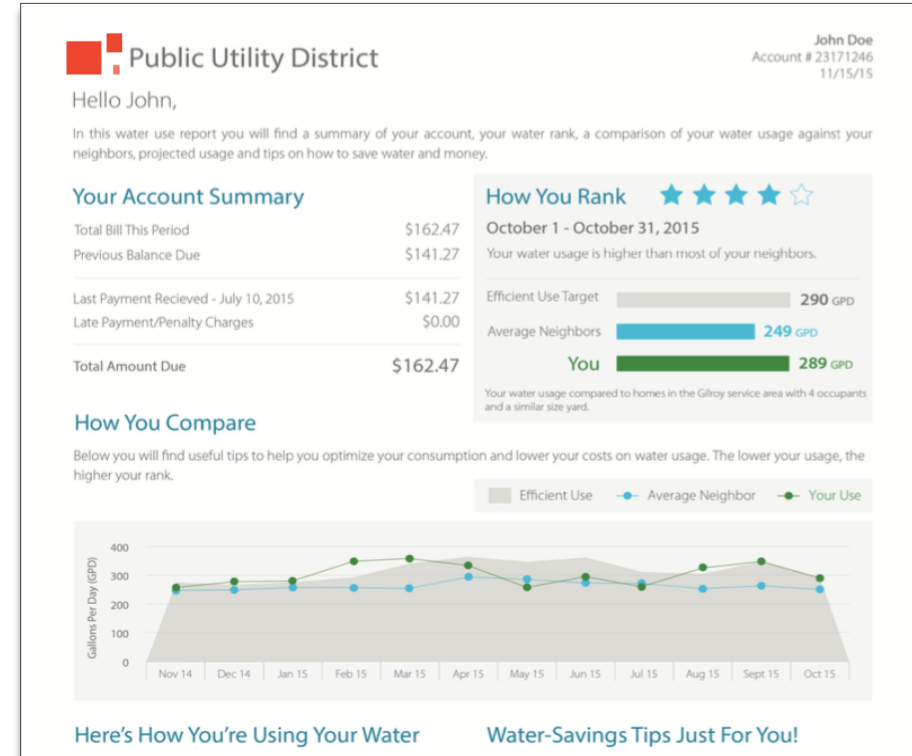 Public Utility District
John Doe
Account # 23171246
11/15/15
Hello John,
In this water use report you will find a summary of your account, your water rank, a comparison of your water usage against your
neighbors, projected usage and tips on how to save water and money.
Your Account Summary
Total Bill This Period $162.47
Previous Balance Due $141.27
Last Payment Recieved - July 10, 2015 $141.27
Late Payment/Penalty Charges $0.00
Total Amount Due $162.47
How You Rank
October 1 - October 31, 2015
Your water usage is higher than most of your neighbors.
Efficient Use Target 290 GPD
Average Neighbors 249 GPD
You 289 GPD
Your water usage compared to homes in the Gilroy service area with 4 occupants
and a similar size yard.
How You Compare
Below you will find useful tips to help you optimize your consumption and lower your costs on water usage. The lower your usage, the
higher your rank.
Efficient Use Average Neighbor Your Use
Gallons Per Day (GPD)
400
300
200
100
0
Nov 14 Dec 14 Jan 15 Feb 15 Mar 15 Apr 15 May 15 Jun 15 Jul 15 Aug 15 Sept 15 Oct 15
Here's How You're Using Your Water
Water-Savings Tips Just For You!